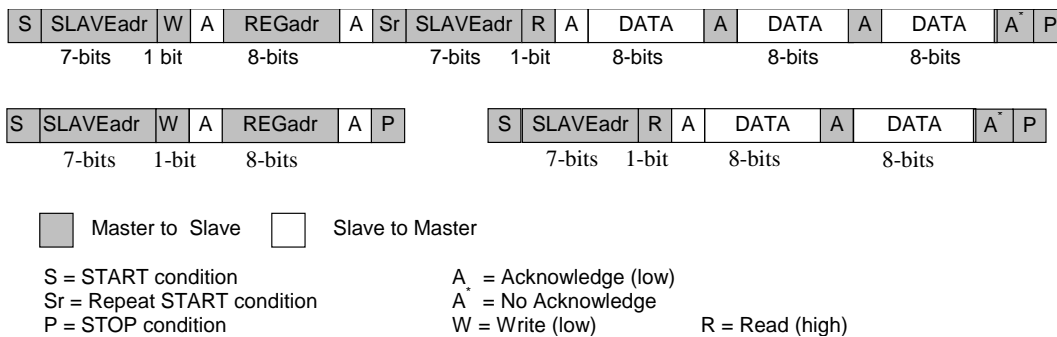 S SLAVEadr W A REGadr A Sr SLAVEadr R A DATA A DATA A DATA A* P
7-bits 1 bit 8-bits 7-bits 1-bit 8-bits 8-bits 8-bits
S SLAVEadr W A REGadr A P
7-bits 1-bit 8-bits
S SLAVEadr R A DATA A DATA A* P
7-bits 1-bit 8-bits 8-bits
Master to Slave Slave to Master
S = START condition
Sr = Repeat START condition
P = STOP condition
A = Acknowledge (low)
A* = No Acknowledge
W = Write (low) R = Read (high)